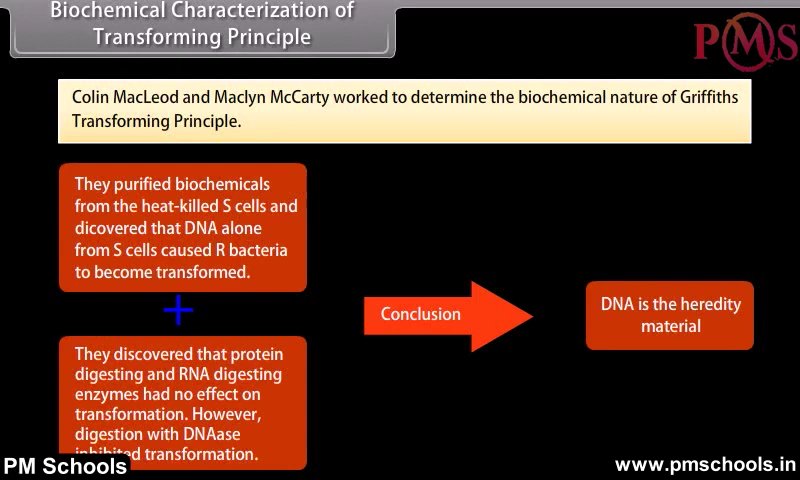 Biochemical Characterization of
Transforming Principle
PMS
Colin MacLeod and Maclyn McCarty worked to determine the biochemical nature of Griffiths
Transforming Principle.
They purified biochemicals
from the heat-killed S cells and
dicovered that DNA alone
from S cells caused R bacteria
to become transformed.
+
They discovered that protein
digesting and RNA digesting
enzymes had no effect on
transformation. However,
digestion with DNAase
inhibited transformation.
Conclusion
DNA is the heredity
material
PM Schools
www.pmschools.in